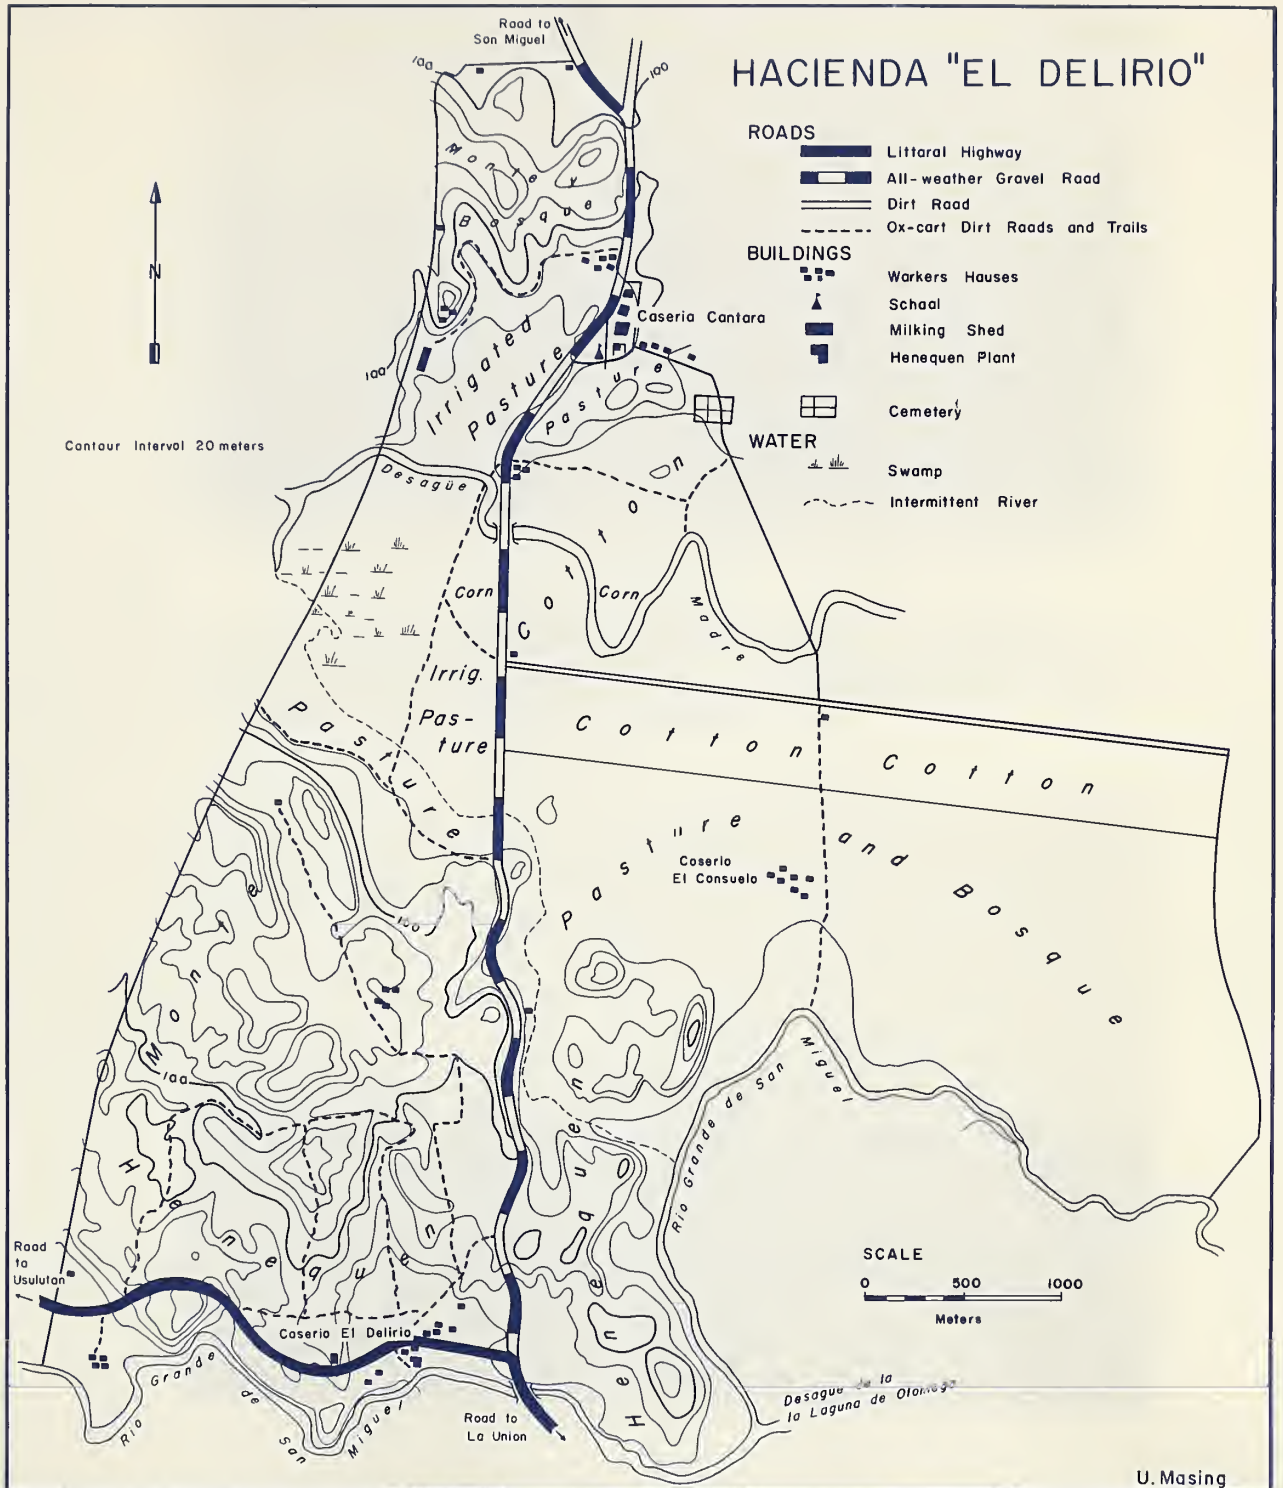 Road to
San Miguel
HACIENDA "EL DELIRIO"
ROADS
Littaral Highway
All-weather Gravel Raad
Dirt Raad
Ox-cart Dirt Raads and Trails
BUILDINGS
Workers Hauses
Schaal
Milking Shed
Henequen Plant
Cemetery
WATER
Swamp
Intermittent River
100
100
Monte y
Bosque
N
Caseria Cantara
Irrigated
Pasture
Pasture
100
Contour Intervol 20 meters
Desagüe
Cotton
Corn
Corn
Madre
Irrig.
Pas-
ture
Pasture
Cotton
Cotton
Pasture and Bosque
Coserio
El Consuelo
100
Monte
100
Rio Grande de San Miguel
Henequen
Henequen
Road
to
Usulutan
SCALE
0 500 1000
Meters
Coserio El Delirio
Rio Grande de San Miguel
Road to
La Union
Desague de la
la Laguna de Olomega
U. Masing